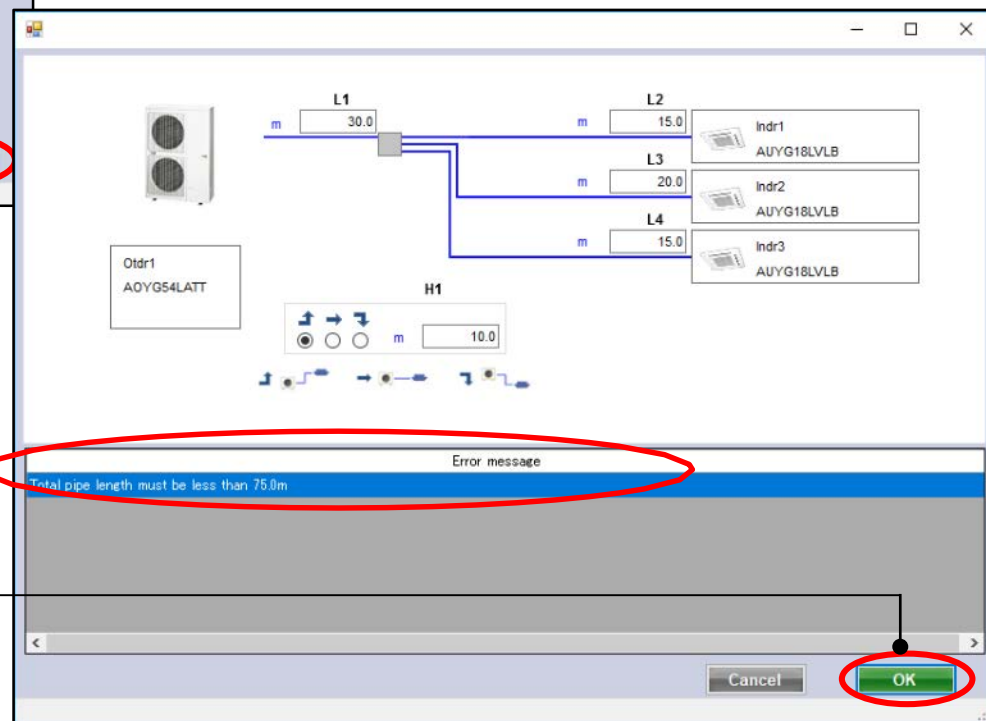 L1
m 30.0
L2
m 15.0
Indr1
AUYG18LVLB
L3
m 20.0
Indr2
AUYG18LVLB
L4
m 15.0
Indr3
AUYG18LVLB
Otdr1
AOYG54LATT
H1
m 10.0
Error message
Total pipe length must be less than 75.0m
Cancel OK